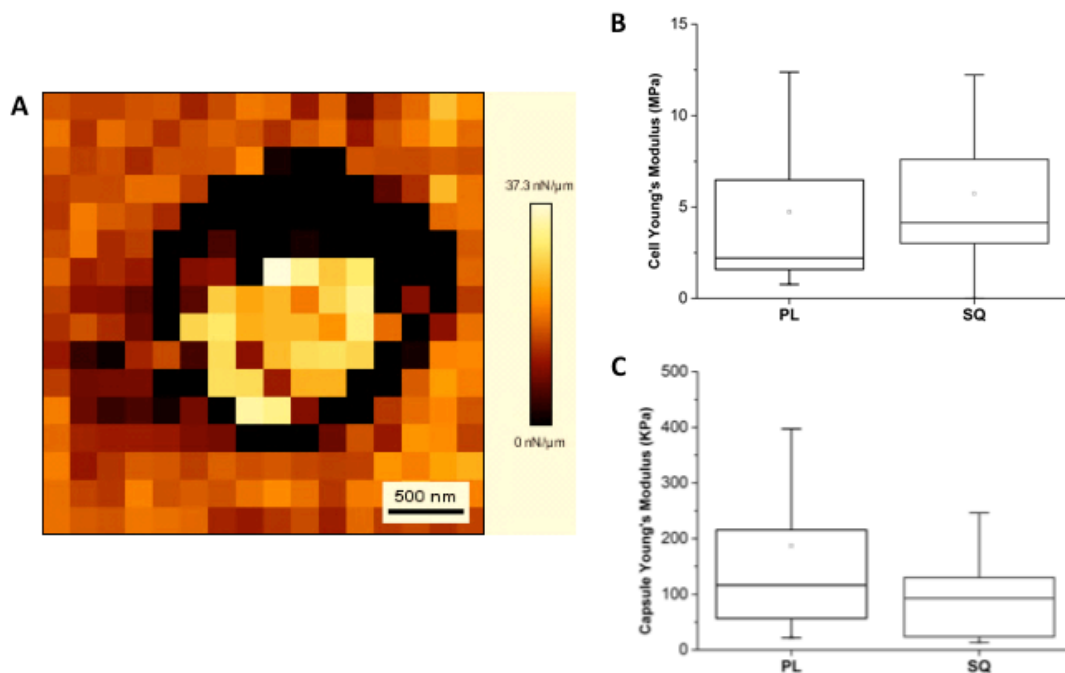 A
37.3 nN/µm
0 nN/µm
500 nm
B
Cell Young's Modulus (MPa)
15
10
5
0
PL
SQ
C
Capsule Young's Modulus (KPa)
500
400
300
200
100
0
PL
SQ